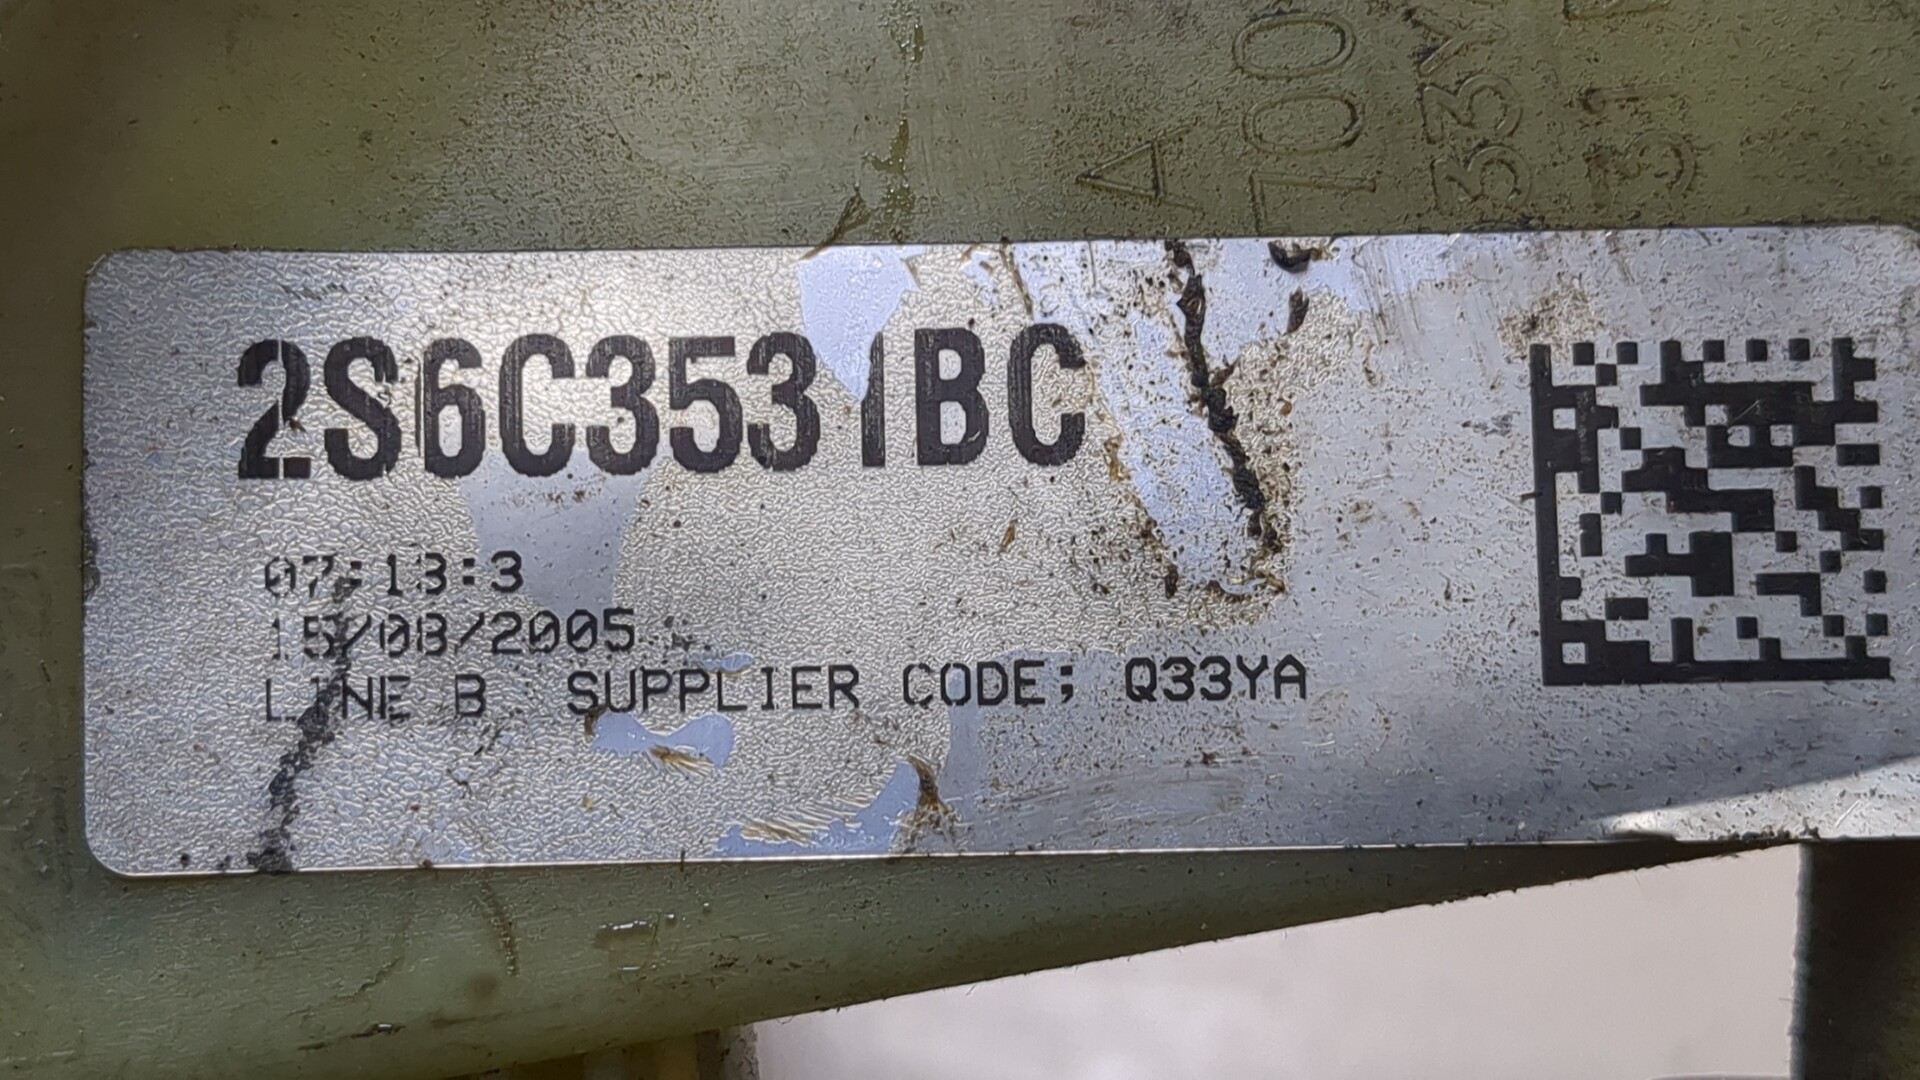 2S6C3531BC
07:13:3
15/08/2005
LINE B SUPPLIER CODE; Q33YA